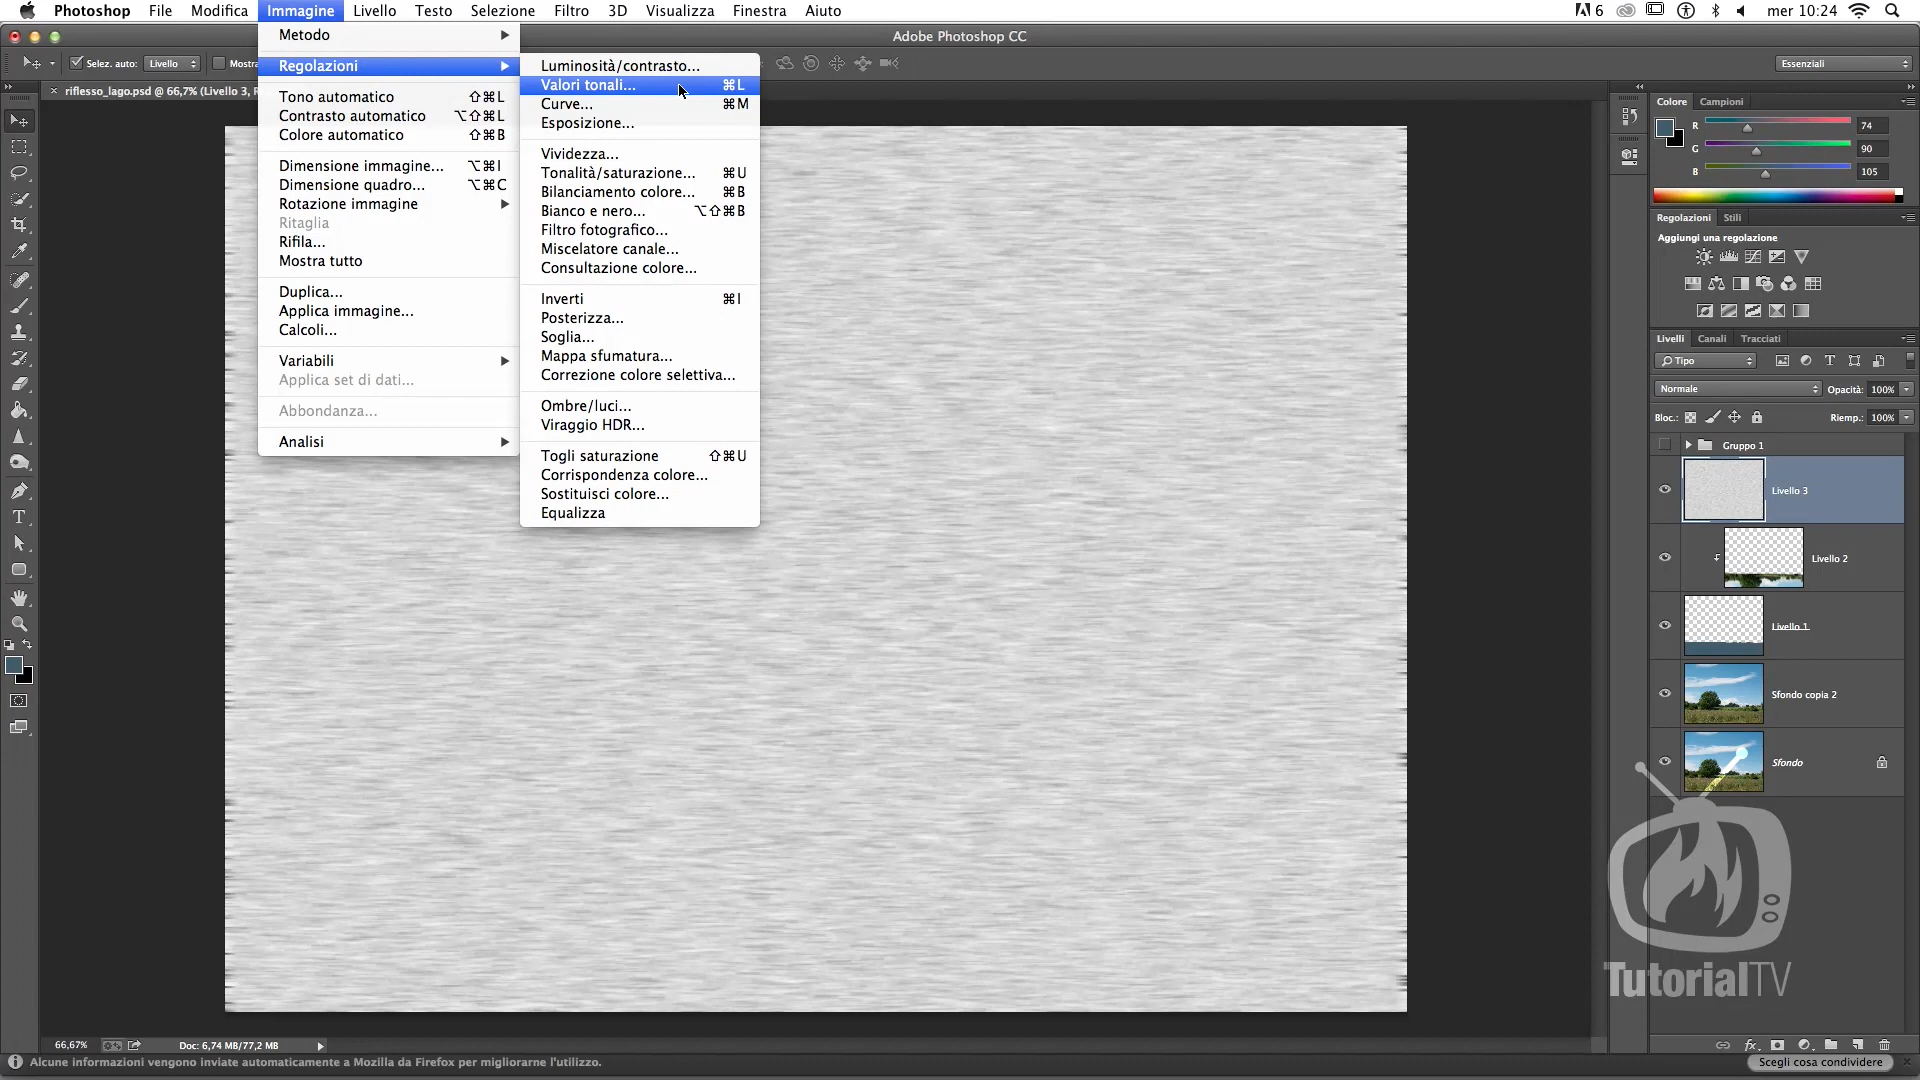 Photoshop File Modifica Immagine Livello Testo Selezione Filtro 3D Visualizza Finestra Aiuto 6 mer 10:24
Adobe Photoshop CC
Selez. auto: Livello Mostra Essenziali
riflesso_lago.psd @ 66,7% (Livello 3, R
Metodo
Regolazioni
Tono automatico ⇧⌘L
Contrasto automatico ⌥⇧⌘L
Colore automatico ⇧⌘B
Dimensione immagine... ⌥⌘I
Dimensione quadro... ⌥⌘C
Rotazione immagine
Ritaglia
Rifila...
Mostra tutto
Duplica...
Applica immagine...
Calcoli...
Variabili
Applica set di dati...
Abbondanza...
Analisi
Luminosità/contrasto...
Valori tonali... ⌘L
Curve... ⌘M
Esposizione...
Vividezza...
Tonalità/saturazione... ⌘U
Bilanciamento colore... ⌘B
Bianco e nero... ⌥⇧⌘B
Filtro fotografico...
Miscelatore canale...
Consultazione colore...
Inverti ⌘I
Posterizza...
Soglia...
Mappa sfumatura...
Correzione colore selettiva...
Ombre/luci...
Viraggio HDR...
Togli saturazione ⇧⌘U
Corrispondenza colore...
Sostituisci colore...
Equalizza
Colore Campioni
R 74
G 90
B 105
Regolazioni Stili
Aggiungi una regolazione
Livelli Canali Tracciati
Tipo
Normale Opacità: 100%
Bloc.: Riemp.: 100%
Gruppo 1
Livello 3
Livello 2
Livello 1
Sfondo copia 2
Sfondo
TutorialTV
66,67% Doc: 6,74 MB/77,2 MB
Alcune informazioni vengono inviate automaticamente a Mozilla da Firefox per migliorarne l'utilizzo. Scegli cosa condividere